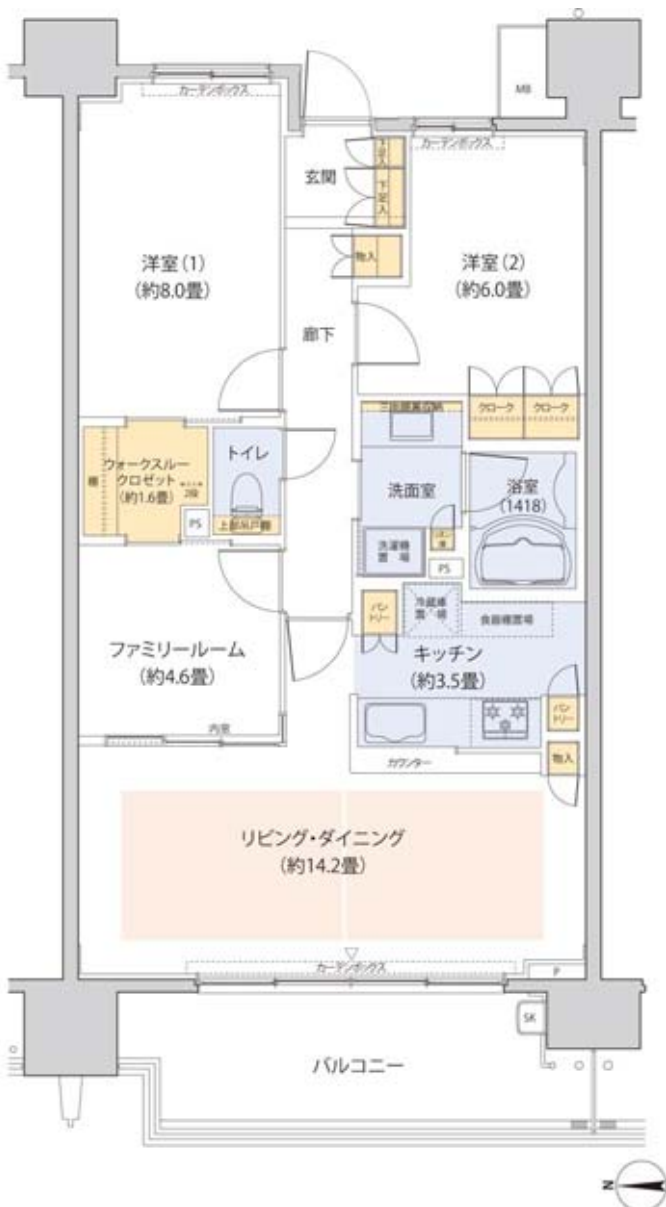 カーテンボックス
MB
カーテンボックス
玄関
下足入
下足入
物入
洋室(1)
(約8.0畳)
洋室(2)
(約6.0畳)
廊下
クローク
クローク
トイレ
ウォークスルー
クロゼット
(約1.6畳)
棚
2段
PS
上部吊戸棚
洗面室
浴室
(1418)
洗濯機
置場
PS
パン
トリー
冷蔵庫
置場
食器棚置場
ファミリールーム
(約4.6畳)
キッチン
(約3.5畳)
パン
トリー
内窓
カウンター
物入
リビング・ダイニング
(約14.2畳)
カーテンボックス
P
SK
バルコニー
N